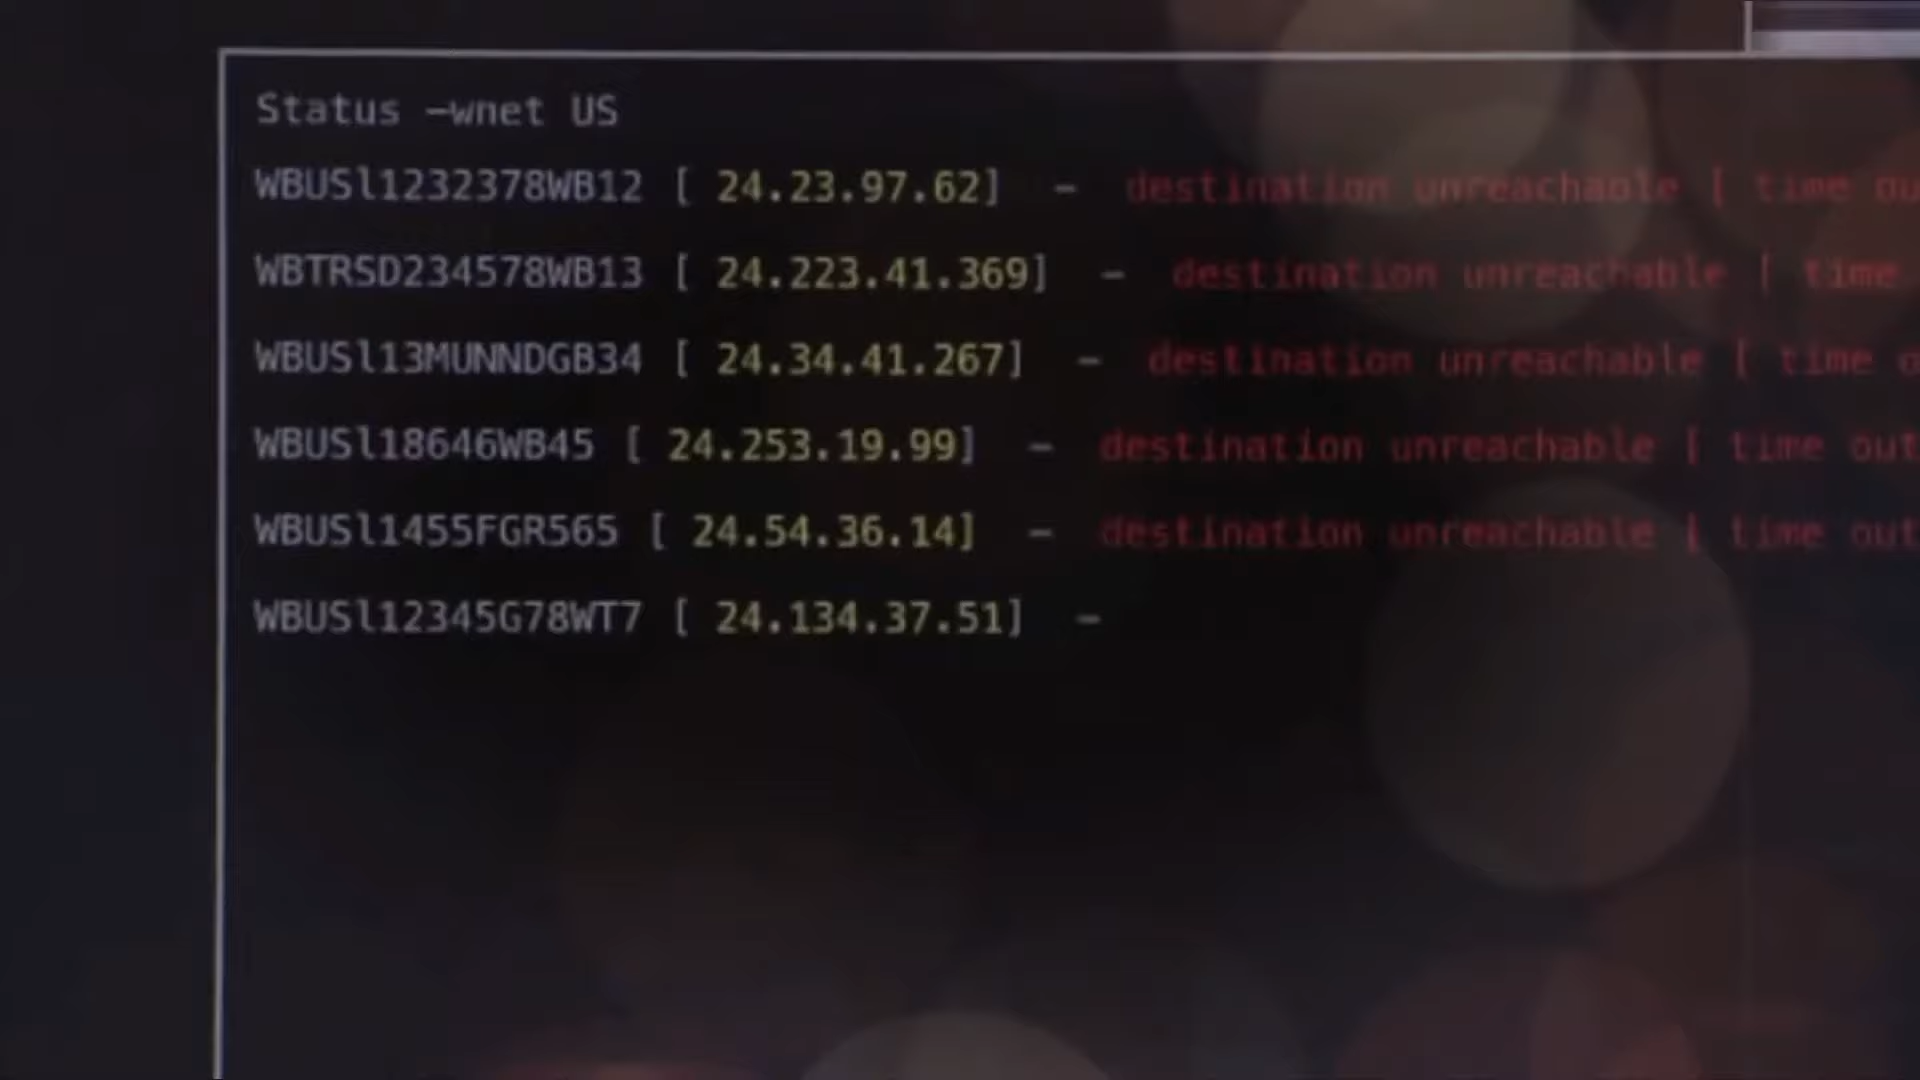 Status -wnet US
WBUSl1232378WB12 [ 24.23.97.62] - destination unreachable [ time ou
WBTRSD234578WB13 [ 24.223.41.369] - destination unreachable [ time
WBUSl13MUNNDGB34 [ 24.34.41.267] - destination unreachable [ time o
WBUSl18646WB45 [ 24.253.19.99] - destination unreachable [ time out
WBUSl1455FGR565 [ 24.54.36.14] - destination unreachable [ time out
WBUSl12345G78WT7 [ 24.134.37.51] -